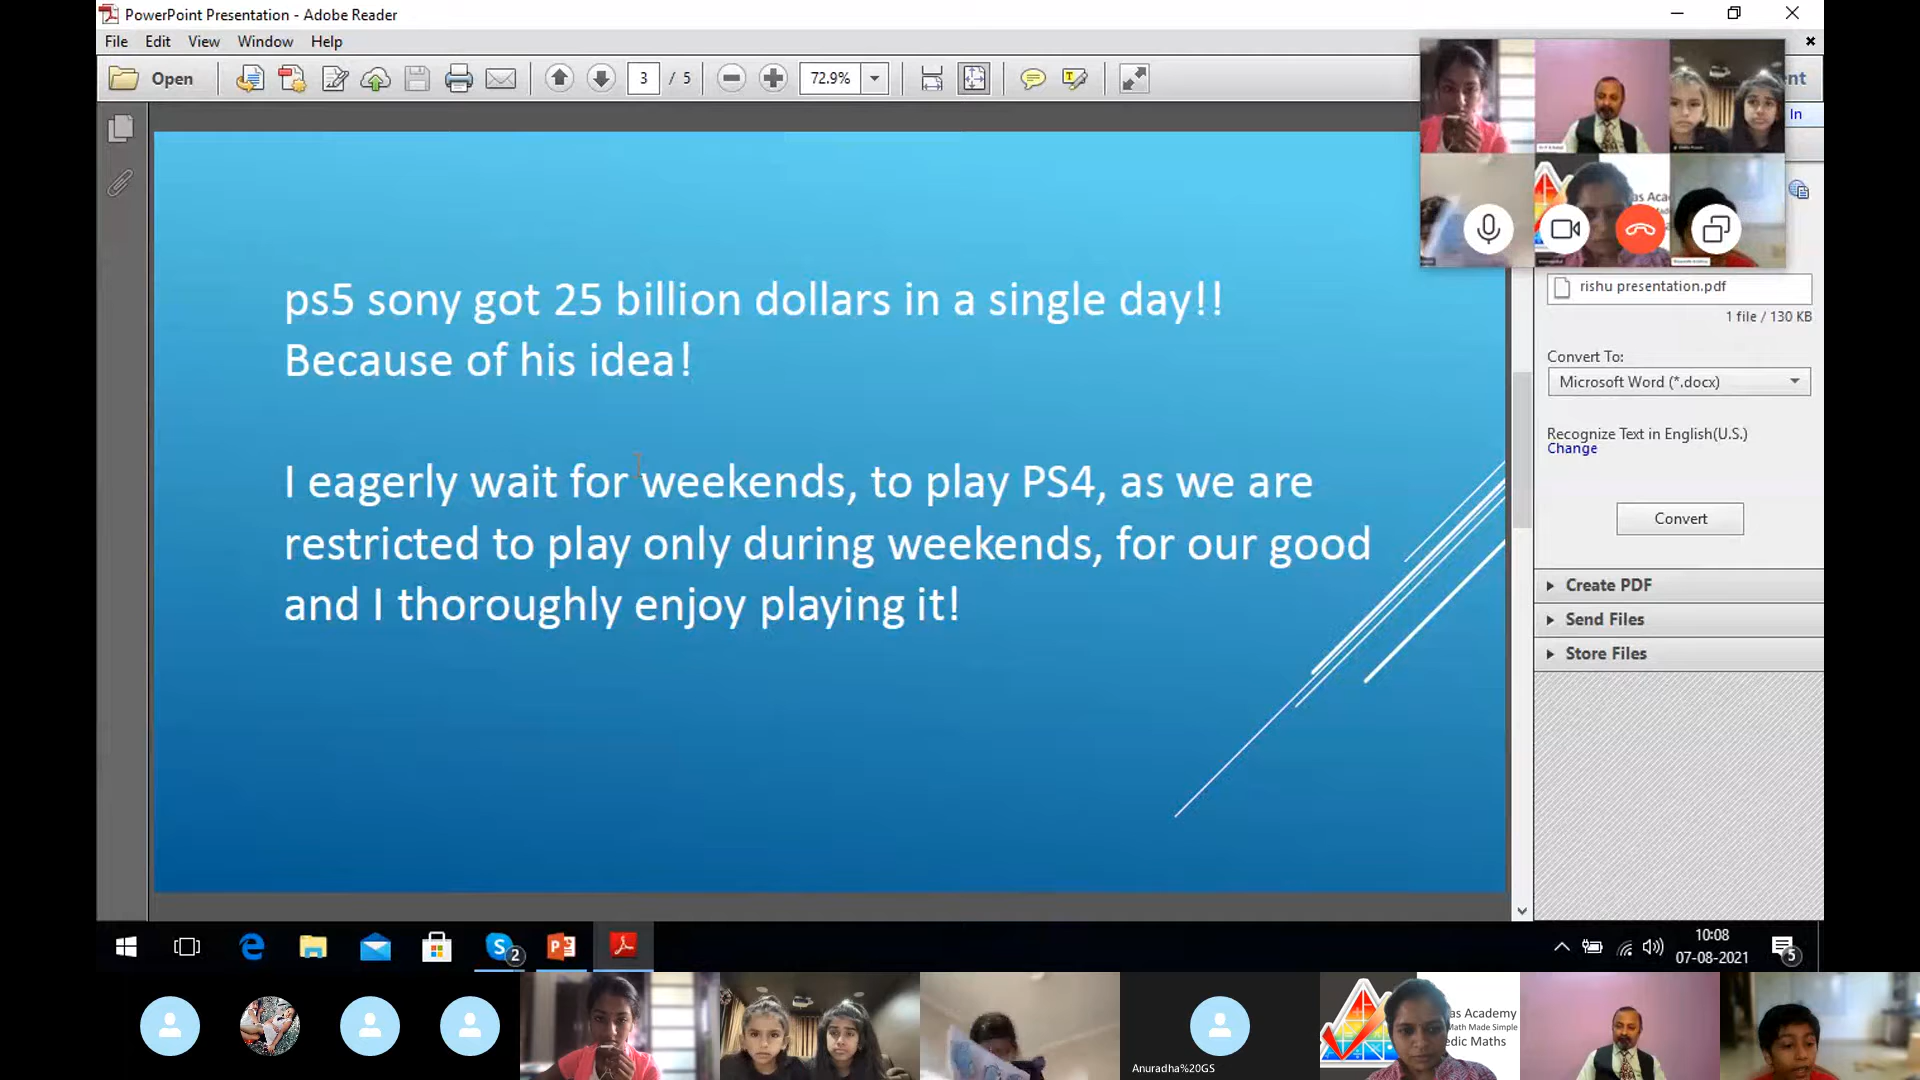 PowerPoint Presentation - Adobe Reader
File Edit View Window Help
Open 3 / 5 72.9%
In
ps5 sony got 25 billion dollars in a single day!!
Because of his idea!
I eagerly wait for weekends, to play PS4, as we are
restricted to play only during weekends, for our good
and I thoroughly enjoy playing it!
rishu presentation.pdf
1 file / 130 KB
Convert To:
Microsoft Word (*.docx)
Recognize Text in English(U.S.)
Change
Convert
Create PDF
Send Files
Store Files
2
10:08
07-08-2021
5
Anuradha%20GS
as Academy
Math Made Simple
edic Maths